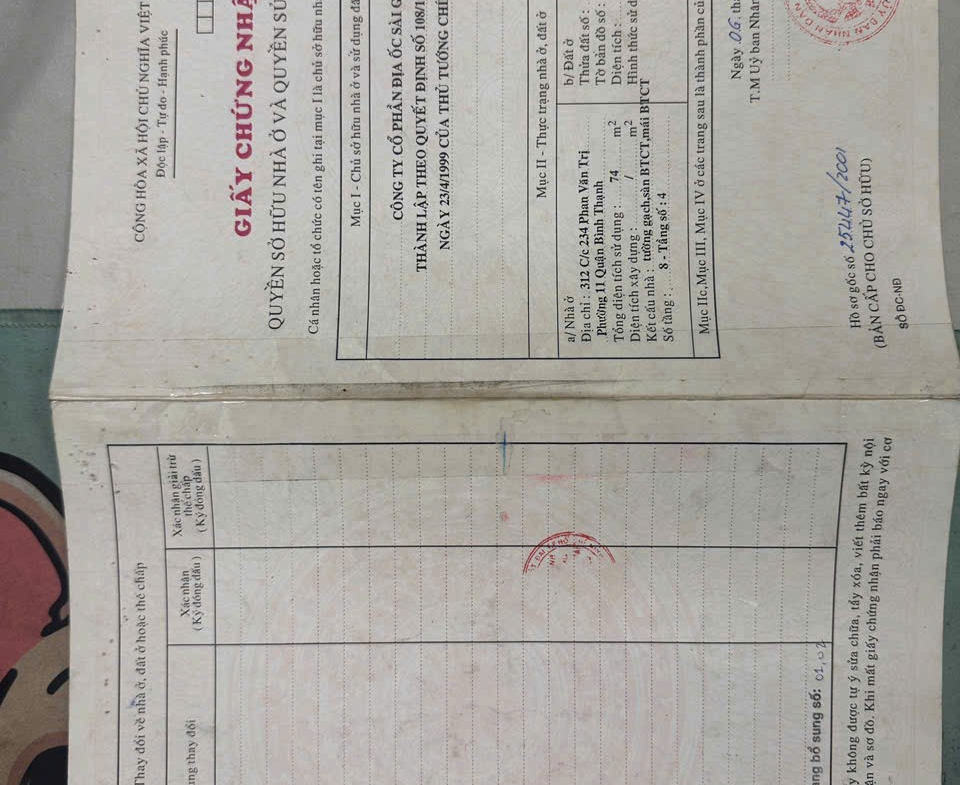 CỘNG HÒA XÃ HỘI CHỦ NGHĨA VIỆT
Độc lập - Tự do - Hạnh phúc
GIẤY CHỨNG NHẬ
QUYỀN SỞ HỮU NHÀ Ở VÀ QUYỀN SỬ
Cá nhân hoặc tổ chức có tên ghi tại mục I là chủ sở hữu nh
Mục I - Chủ sở hữu nhà ở và sử dụng đấ
CÔNG TY CỔ PHẦN ĐỊA ỐC SÀI G
THÀNH LẬP THEO QUYẾT ĐỊNH SỐ 108/1
NGÀY 23/4/1999 CỦA THỦ TƯỚNG CHÍ
Mục II - Thực trạng nhà ở, đất ở
a/ Nhà ở
Địa chỉ : 312 C/c 234 Phan Văn Trị
Phường 11 Quận Bình Thạnh
Tổng diện tích sử dụng : 74 m2
Diện tích xây dựng : / m2
Kết cấu nhà : tường gạch,sàn BTCT,mái BTCT
Số tầng : 8 - Tầng số : 4
b/ Đất ở
Thửa đất số :
Tờ bản đồ số :
Diện tích :
Hình thức sử d
Mục IIc,Mục III, Mục IV ở các trang sau là thành phần củ
Ngày 06 thá
T.M Uỷ ban Nhân
Hồ sơ gốc số 25447/2001
(BẢN CẤP CHO CHỦ SỞ HỮU)
SỞ ĐC-NĐ
Thay đổi về nhà ở, đất ở hoặc thế chấp
ung thay đổi
Xác nhận
( Ký đóng dấu )
Xác nhận giải trừ
thế chấp
( Ký đóng dấu )
ang bổ sung số: 01,02
y không được tự ý sửa chữa, tẩy xóa, viết thêm bất kỳ nội
ận và sơ đồ. Khi mất giấy chứng nhận phải báo ngay với cơ